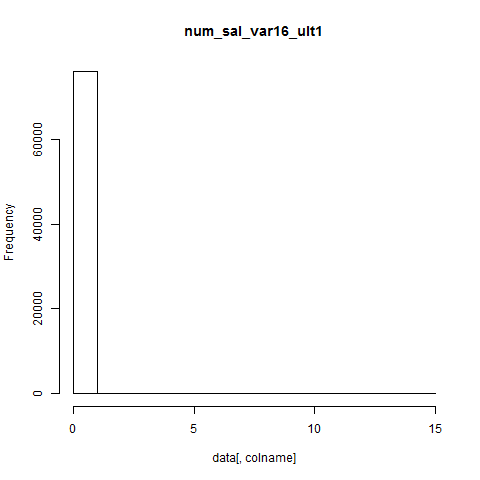 num_sal_var16_ult1
Frequency
60000
40000
20000
0
0 5 10 15
data[, colname]